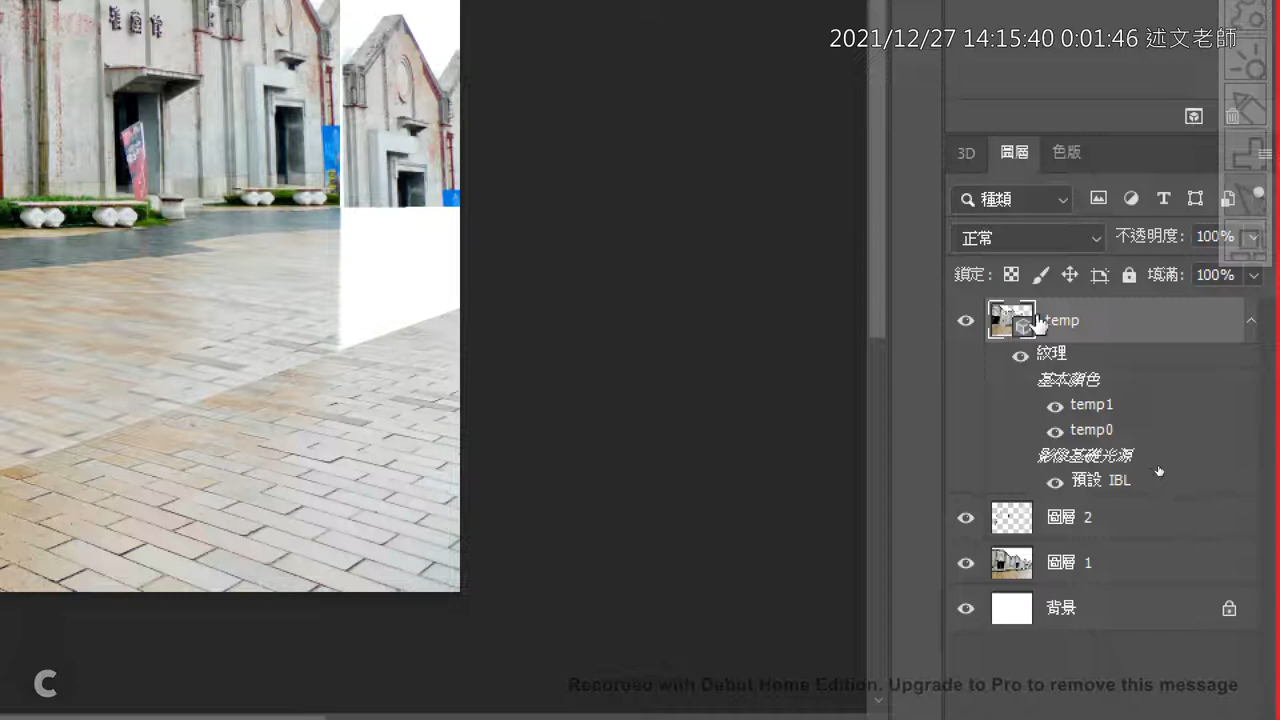 2021/12/27 14:15:40 0:01:46 述文老師
3D 圖層 色版
種類
正常 不透明度: 100%
鎖定: 填滿: 100%
temp
紋理
基本顏色
temp1
temp0
影像基礎光源
預設 IBL
圖層 2
圖層 1
背景
C
Recorded with Debut Home Edition. Upgrade to Pro to remove this message